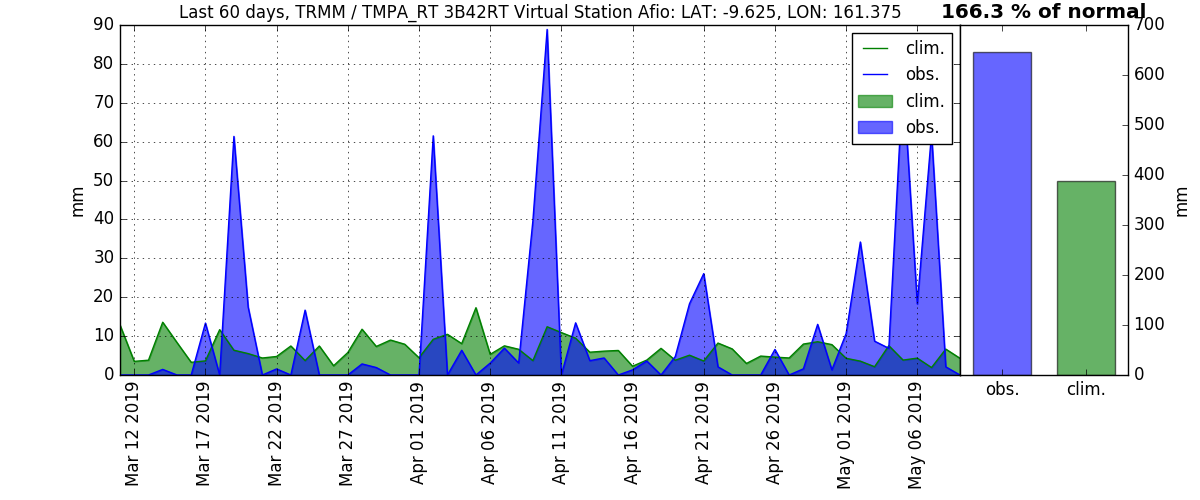 Last 60 days, TRMM / TMPA_RT 3B42RT Virtual Station Afio: LAT: -9.625, LON: 161.375
166.3 % of normal
90
80
70
60
50
40
30
20
10
0
mm
clim.
obs.
clim.
obs.
Mar 12 2019
Mar 17 2019
Mar 22 2019
Mar 27 2019
Apr 01 2019
Apr 06 2019
Apr 11 2019
Apr 16 2019
Apr 21 2019
Apr 26 2019
May 01 2019
May 06 2019
700
600
500
400
300
200
100
0
mm
obs.
clim.